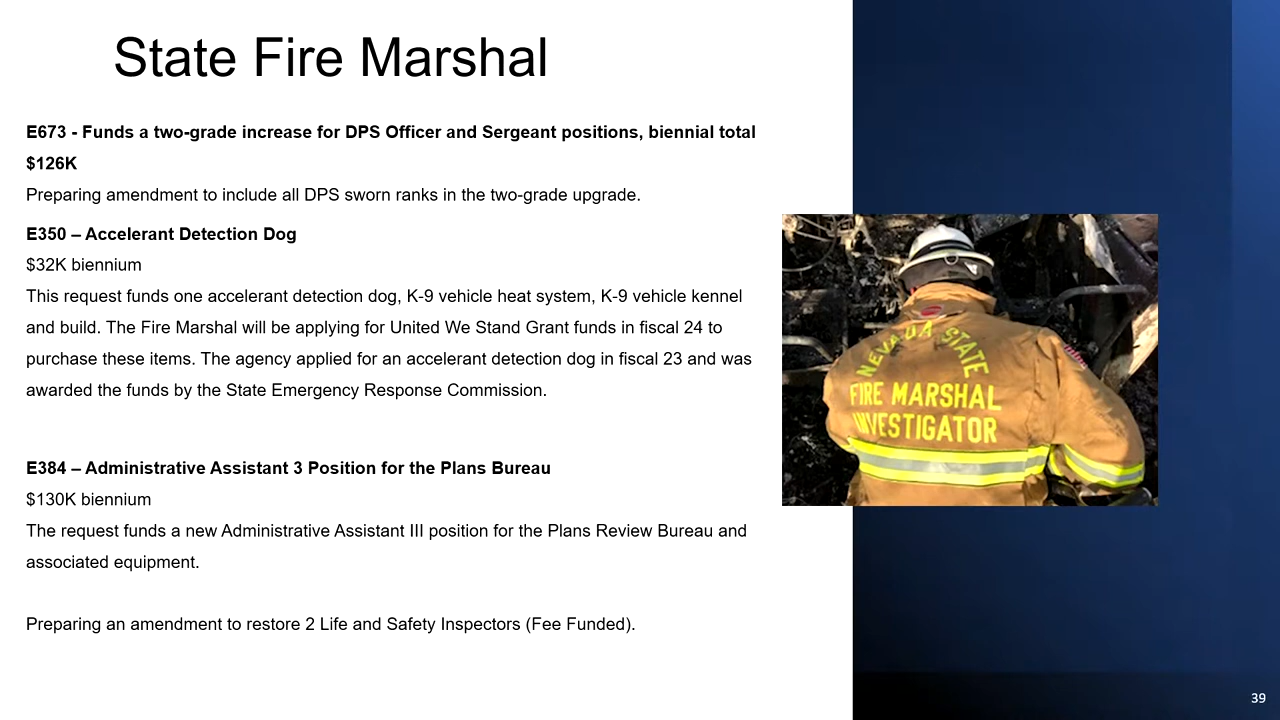 State Fire Marshal
E673 - Funds a two-grade increase for DPS Officer and Sergeant positions, biennial total
$126K
Preparing amendment to include all DPS sworn ranks in the two-grade upgrade.
E350 – Accelerant Detection Dog
$32K biennium
This request funds one accelerant detection dog, K-9 vehicle heat system, K-9 vehicle kennel
and build. The Fire Marshal will be applying for United We Stand Grant funds in fiscal 24 to
purchase these items. The agency applied for an accelerant detection dog in fiscal 23 and was
awarded the funds by the State Emergency Response Commission.
E384 – Administrative Assistant 3 Position for the Plans Bureau
$130K biennium
The request funds a new Administrative Assistant III position for the Plans Review Bureau and
associated equipment.
Preparing an amendment to restore 2 Life and Safety Inspectors (Fee Funded).
NEVADA STATE
FIRE MARSHAL
INVESTIGATOR
39